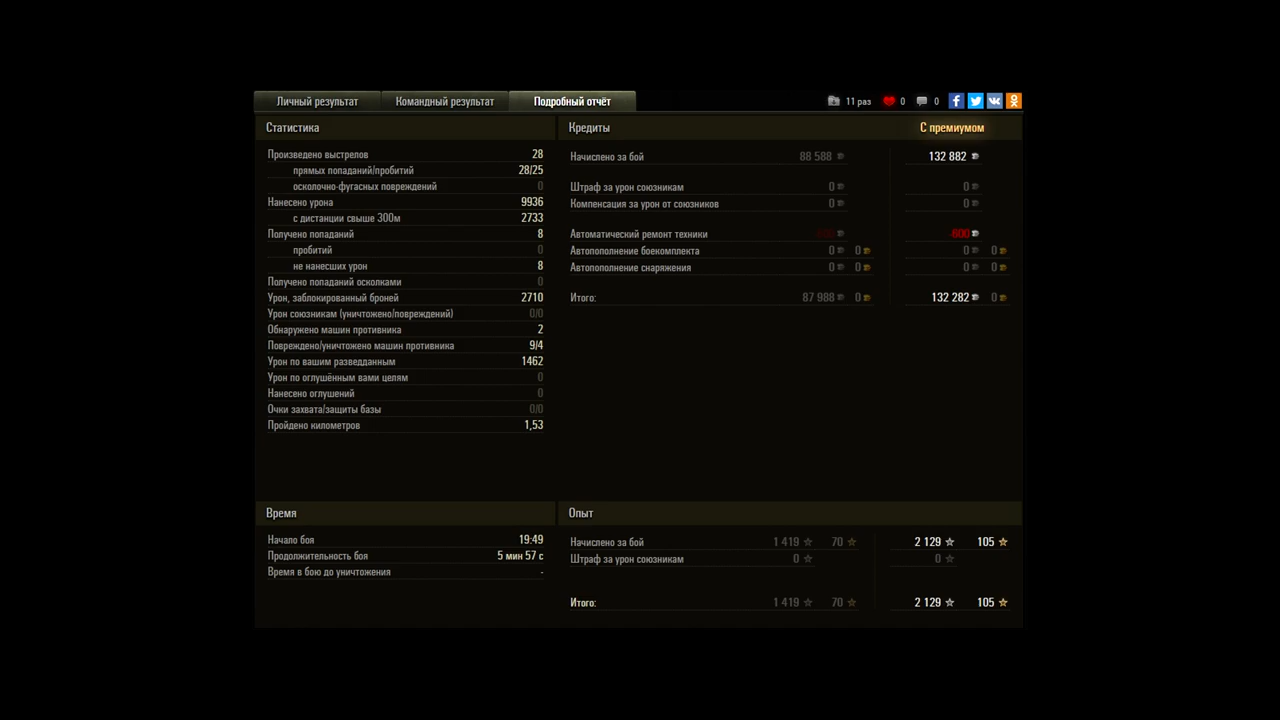 Личный результат Командный результат Подробный отчёт 11 раз 0 0
Статистика
Произведено выстрелов 28
прямых попаданий/пробитий 28/25
осколочно-фугасных повреждений 0
Нанесено урона 9936
с дистанции свыше 300м 2733
Получено попаданий 8
пробитий 0
не нанесших урон 8
Получено попаданий осколками 0
Урон, заблокированный броней 2710
Урон союзникам (уничтожено/повреждений) 0/0
Обнаружено машин противника 2
Повреждено/уничтожено машин противника 9/4
Урон по вашим разведданным 1462
Урон по оглушённым вами целям 0
Нанесено оглушений 0
Очки захвата/защиты базы 0/0
Пройдено километров 1,53
Кредиты С премиумом
Начислено за бой 88 588 132 882
Штраф за урон союзникам 0 0
Компенсация за урон от союзников 0 0
Автоматический ремонт техники -600
Автопополнение боекомплекта 0 0 0 0
Автопополнение снаряжения 0 0 0 0
Итого: 87 988 0 132 282 0
Время
Начало боя 19:49
Продолжительность боя 5 мин 57 с
Время в бою до уничтожения -
Опыт
Начислено за бой 1 419 70 2 129 105
Штраф за урон союзникам 0 0
Итого: 1 419 70 2 129 105